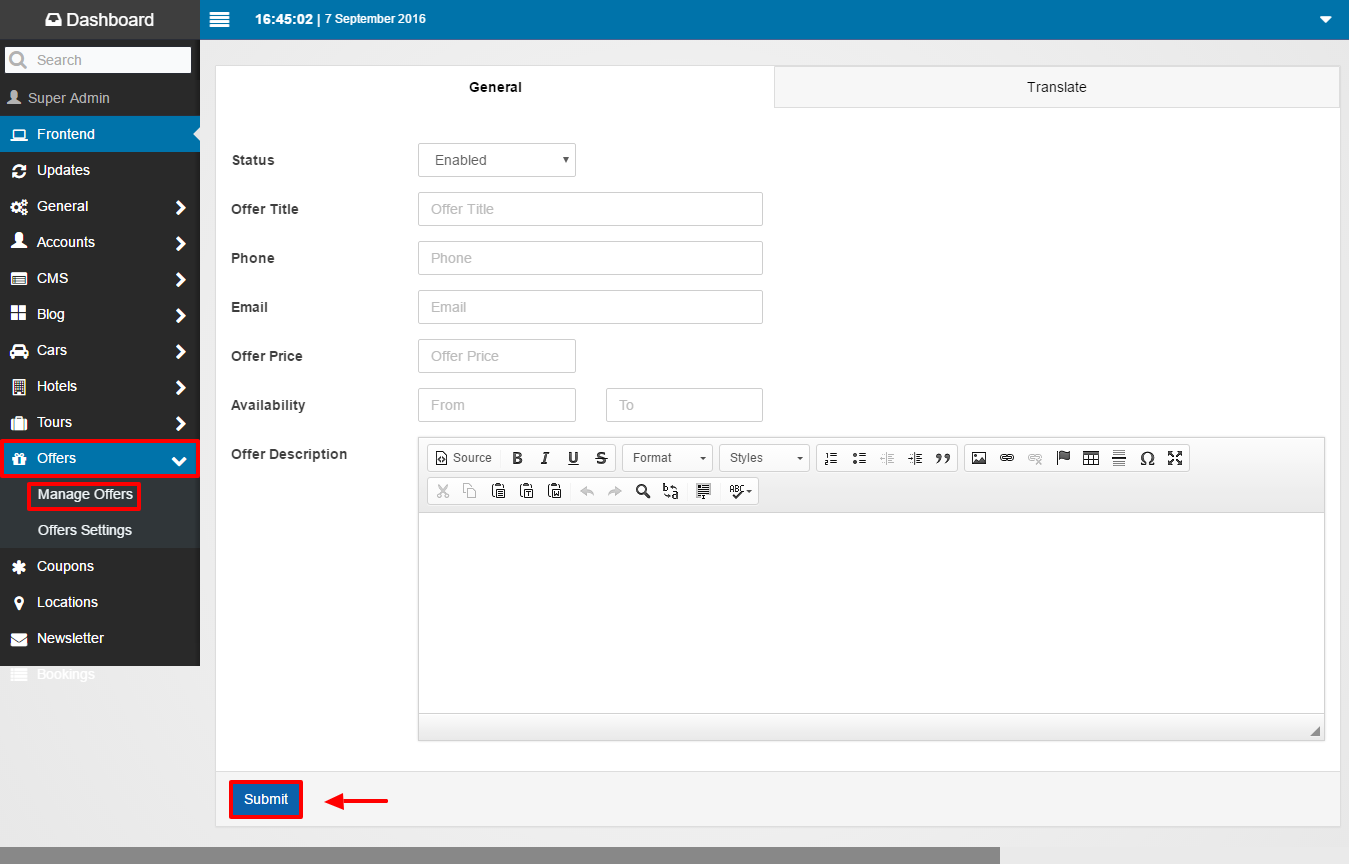 Dashboard
16:45:02 | 7 September 2016
Search
Super Admin
Frontend
Updates
General
Accounts
CMS
Blog
Cars
Hotels
Tours
Offers
Manage Offers
Offers Settings
Coupons
Locations
Newsletter
Bookings
General
Translate
Status
Enabled
Offer Title
Offer Title
Phone
Phone
Email
Email
Offer Price
Offer Price
Availability
From
To
Offer Description
Source B I U S Format Styles Ω
ABC
Submit